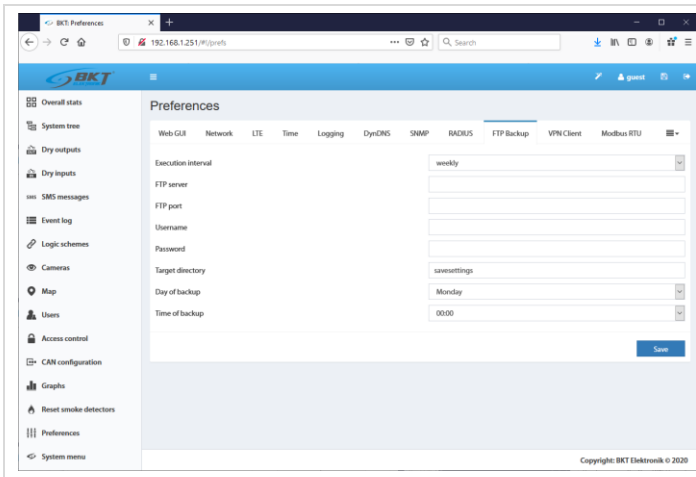 BKT: Preferences
192.168.1.251/#!/prefs
Search
BKT
guest
Overall stats
System tree
Dry outputs
Dry inputs
SMS SMS messages
Event log
Logic schemes
Cameras
Map
Users
Access control
CAN configuration
Graphs
Reset smoke detectors
Preferences
System menu
Preferences
Web GUI Network LTE Time Logging DynDNS SNMP RADIUS FTP Backup VPN Client Modbus RTU
Execution interval weekly
FTP server
FTP port
Username
Password
Target directory savesettings
Day of backup Monday
Time of backup 00:00
Save
Copyright: BKT Elektronik © 2020